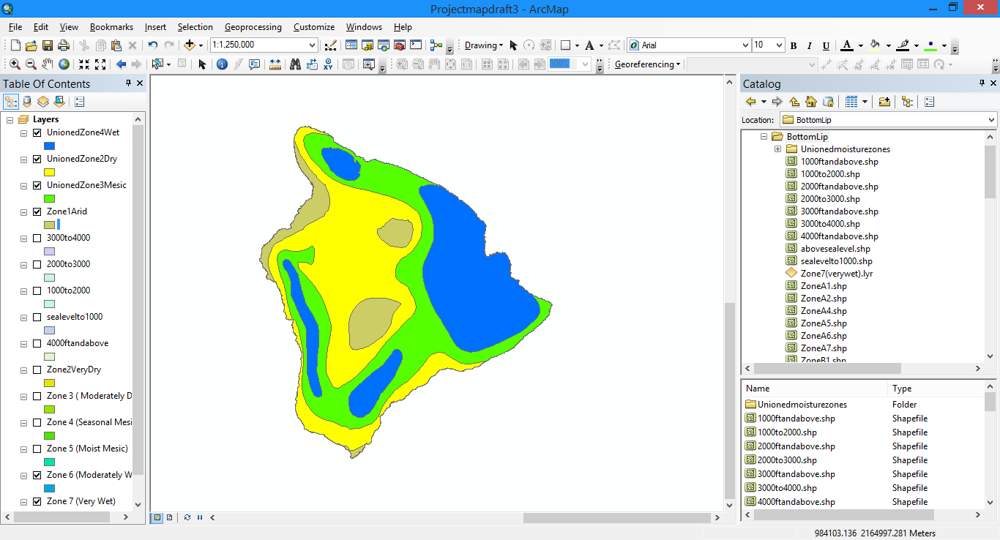 Projectmapdraft3 - ArcMap
File Edit View Bookmarks Insert Selection Geoprocessing Customize Windows Help
1:1,250,000 Drawing Arial 10 B I U A
100% Georeferencing
Table Of Contents
Layers
UnionedZone4Wet
UnionedZone2Dry
UnionedZone3Mesic
Zone1Arid
3000to4000
2000to3000
1000to2000
sealevelto1000
4000ftandabove
Zone2VeryDry
Zone 3 ( Moderately D
Zone 4 (Seasonal Mesi
Zone 5 (Moist Mesic)
Zone 6 (Moderately W
Zone 7 (Very Wet)
Catalog
Location: BottomLip
BottomLip
Unionedmoisturezones
1000ftandabove.shp
1000to2000.shp
2000ftandabove.shp
2000to3000.shp
3000ftandabove.shp
3000to4000.shp
4000ftandabove.shp
abovesealevel.shp
sealevelto1000.shp
Zone7(verywet).lyr
ZoneA1.shp
ZoneA2.shp
ZoneA4.shp
ZoneA5.shp
ZoneA6.shp
ZoneA7.shp
ZoneB1.shp
Name Type
Unionedmoisturezones Folder
1000ftandabove.shp Shapefile
1000to2000.shp Shapefile
2000ftandabove.shp Shapefile
2000to3000.shp Shapefile
3000ftandabove.shp Shapefile
3000to4000.shp Shapefile
4000ftandabove.shp Shapefile
984103.136 2164997.281 Meters